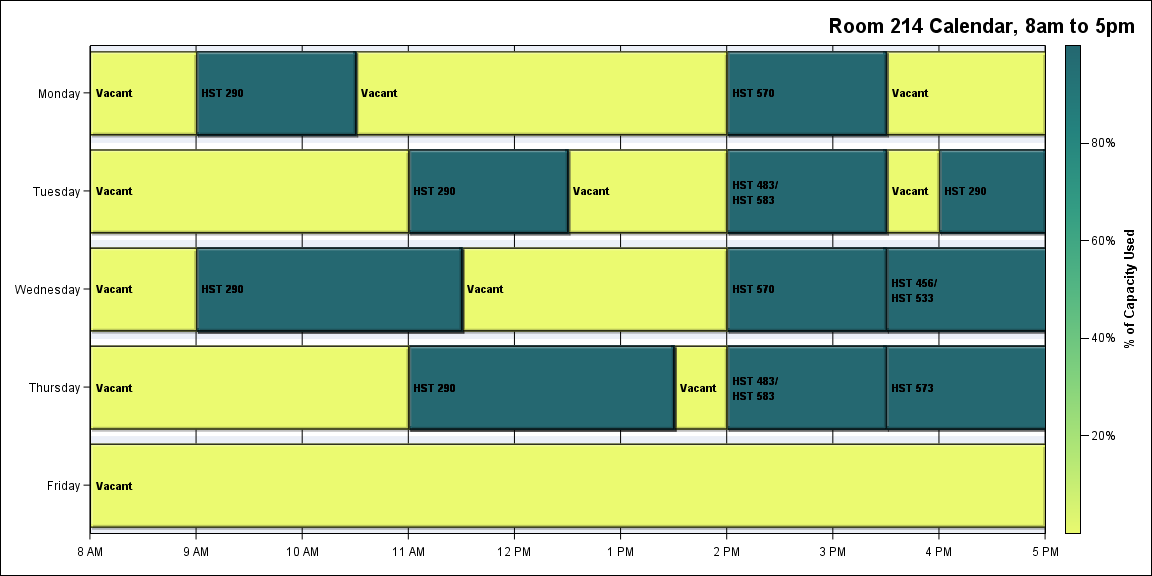 Room 214 Calendar, 8am to 5pm
Monday
Vacant
HST 290
Vacant
HST 570
Vacant
Tuesday
Vacant
HST 290
Vacant
HST 483/
HST 583
Vacant
HST 290
Wednesday
Vacant
HST 290
Vacant
HST 570
HST 456/
HST 533
Thursday
Vacant
HST 290
Vacant
HST 483/
HST 583
HST 573
Friday
Vacant
8 AM
9 AM
10 AM
11 AM
12 PM
1 PM
2 PM
3 PM
4 PM
5 PM
80%
60%
40%
20%
% of Capacity Used